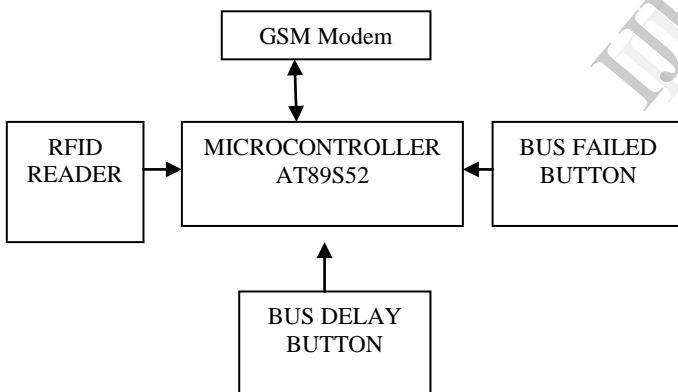 GSM Modem
RFID
READER
MICROCONTROLLER
AT89S52
BUS FAILED
BUTTON
BUS DELAY
BUTTON